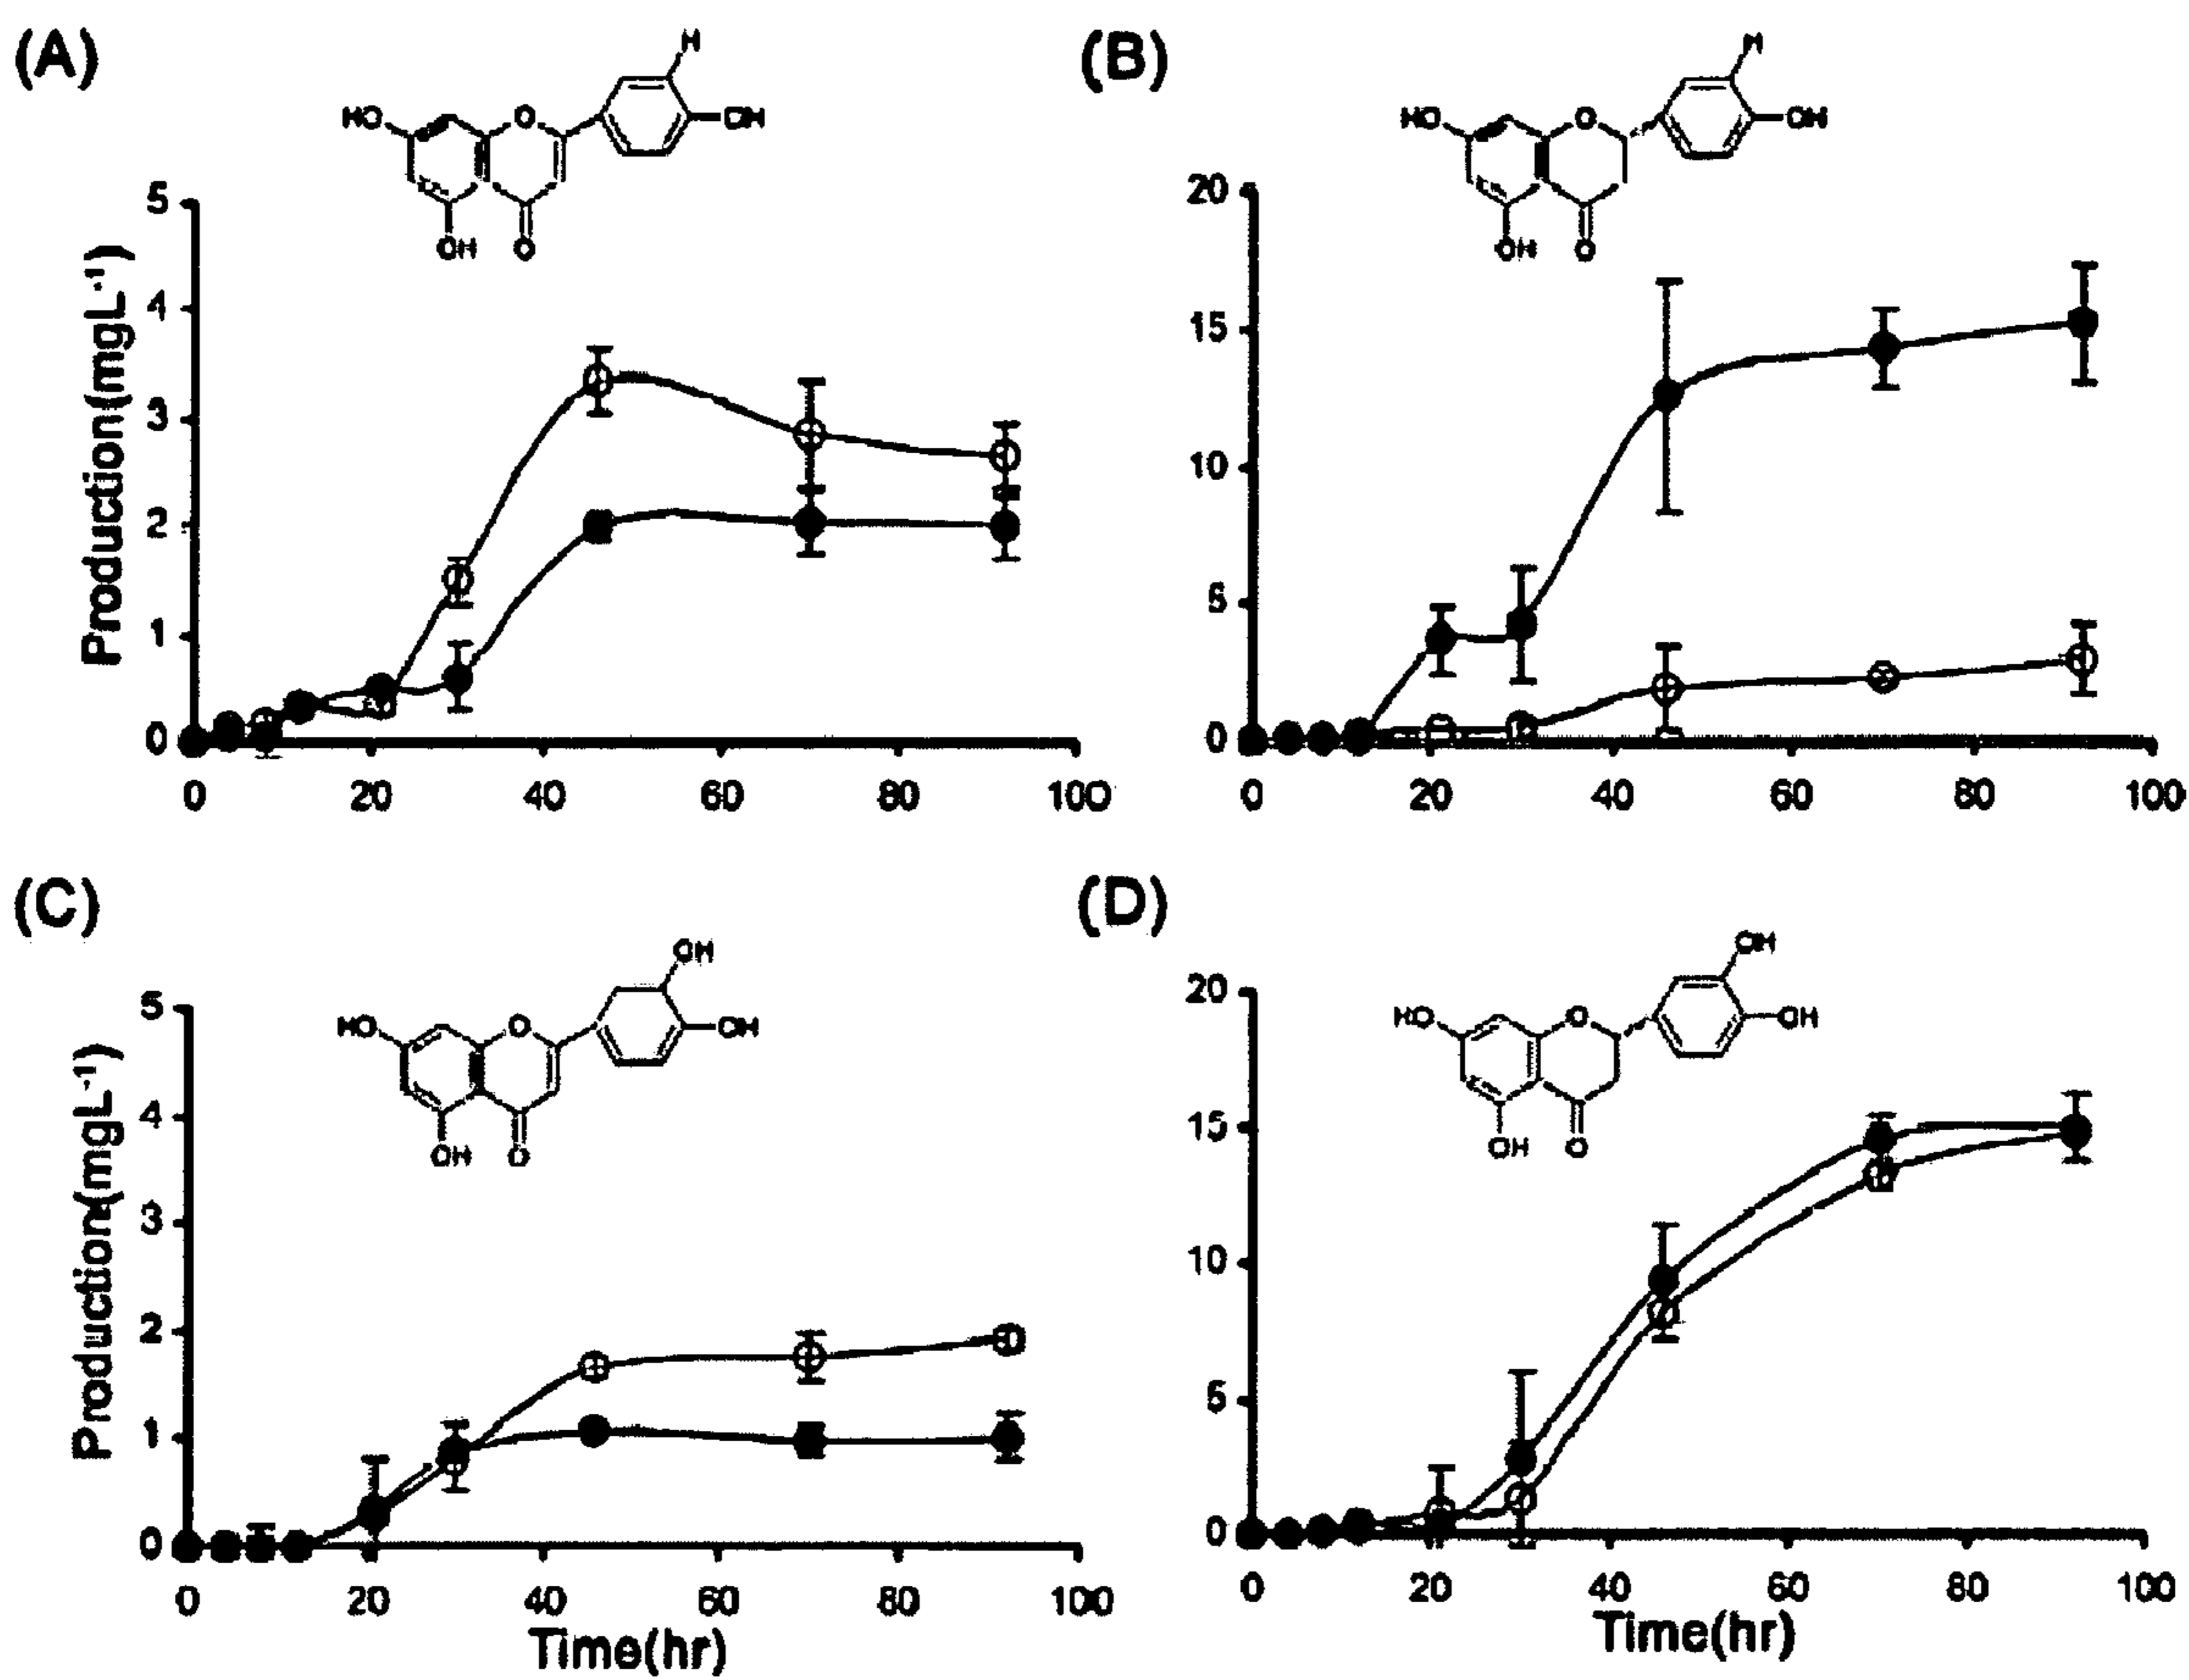 (A)
H
HO
O
OH
OH
O
5
4
3
2
1
0
Production(mgL-1)
0 20 40 60 80 100
(B)
H
HO
O
OH
OH
O
20
15
10
5
0
0 20 40 60 80 100
(C)
OH
HO
O
OH
OH
O
5
4
3
2
1
0
Production(mgL-1)
0 20 40 60 80 100
Time(hr)
(D)
OH
HO
O
OH
OH
O
20
15
10
5
0
0 20 40 60 80 100
Time(hr)